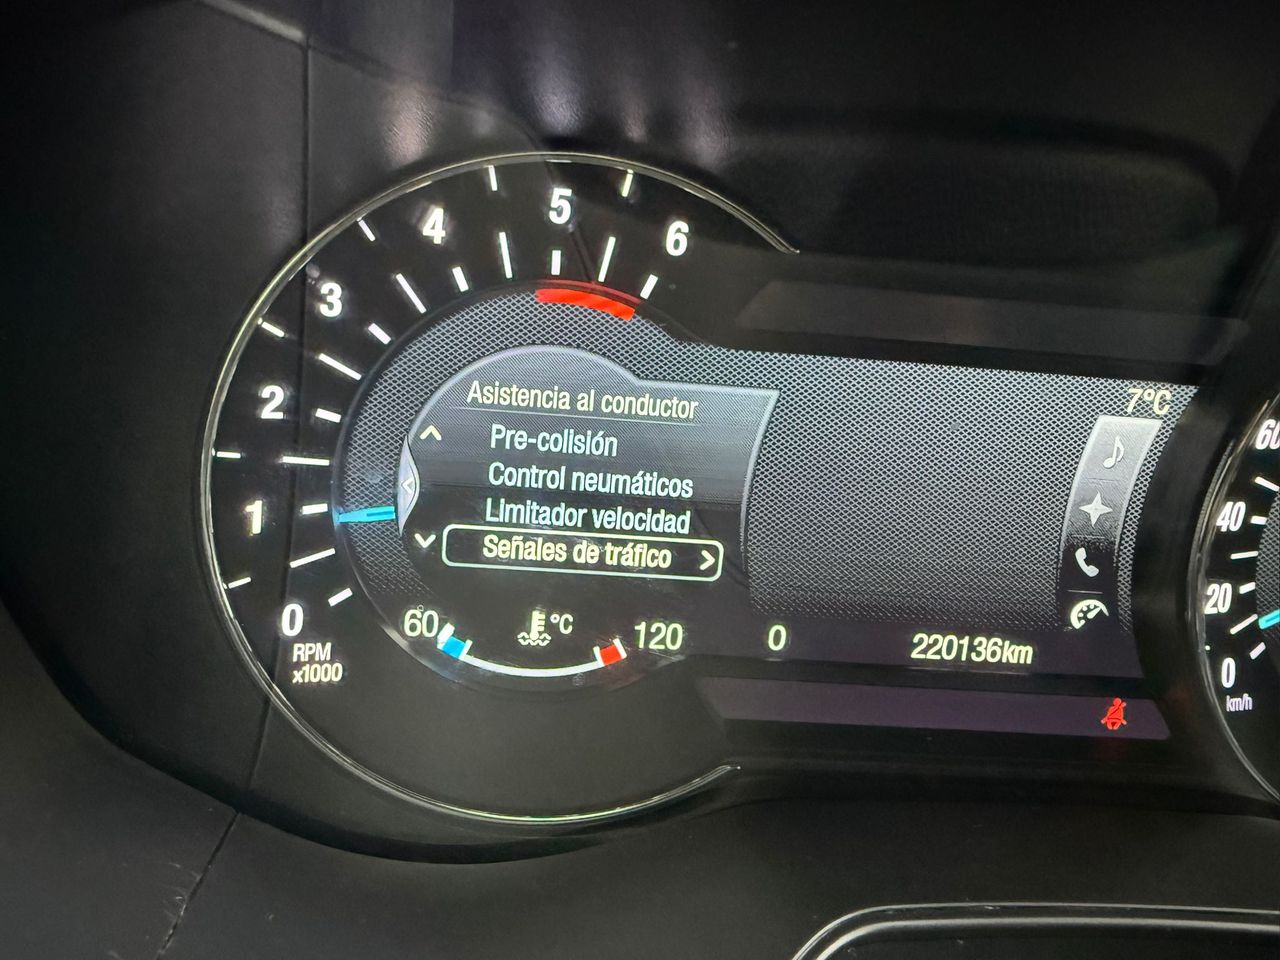 6
5
4
3
2
1
0
RPM
x1000
Asistencia al conductor
Pre-colisión
Control neumáticos
Limitador velocidad
Señales de tráfico >
60 °C 120
0
220136km
7°C
60
40
20
0
km/h